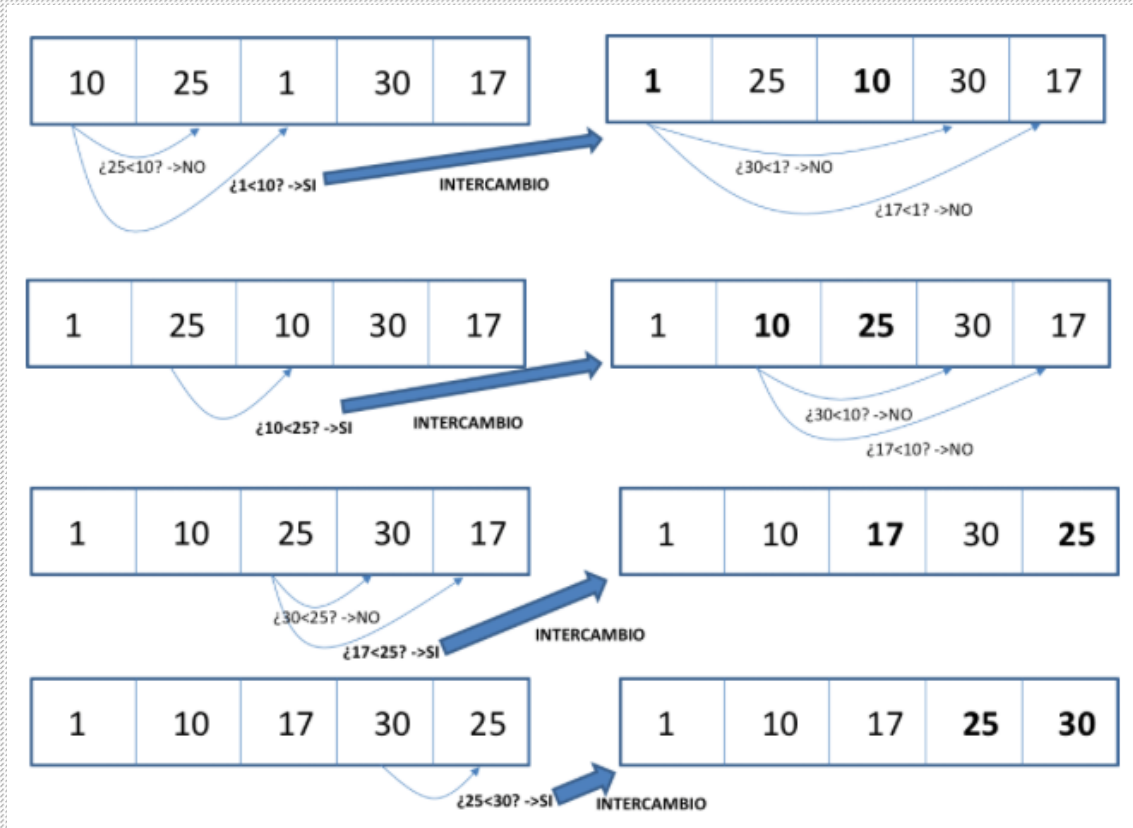 10 25 1 30 17
1 25 10 30 17
¿25<10? ->NO
¿1<10? ->SI
INTERCAMBIO
¿30<1? ->NO
¿17<1? ->NO
1 25 10 30 17
1 10 25 30 17
¿10<25? ->SI
INTERCAMBIO
¿30<10? ->NO
¿17<10? ->NO
1 10 25 30 17
1 10 17 30 25
¿30<25? ->NO
¿17<25? ->SI
INTERCAMBIO
1 10 17 30 25
1 10 17 25 30
¿25<30? ->SI
INTERCAMBIO